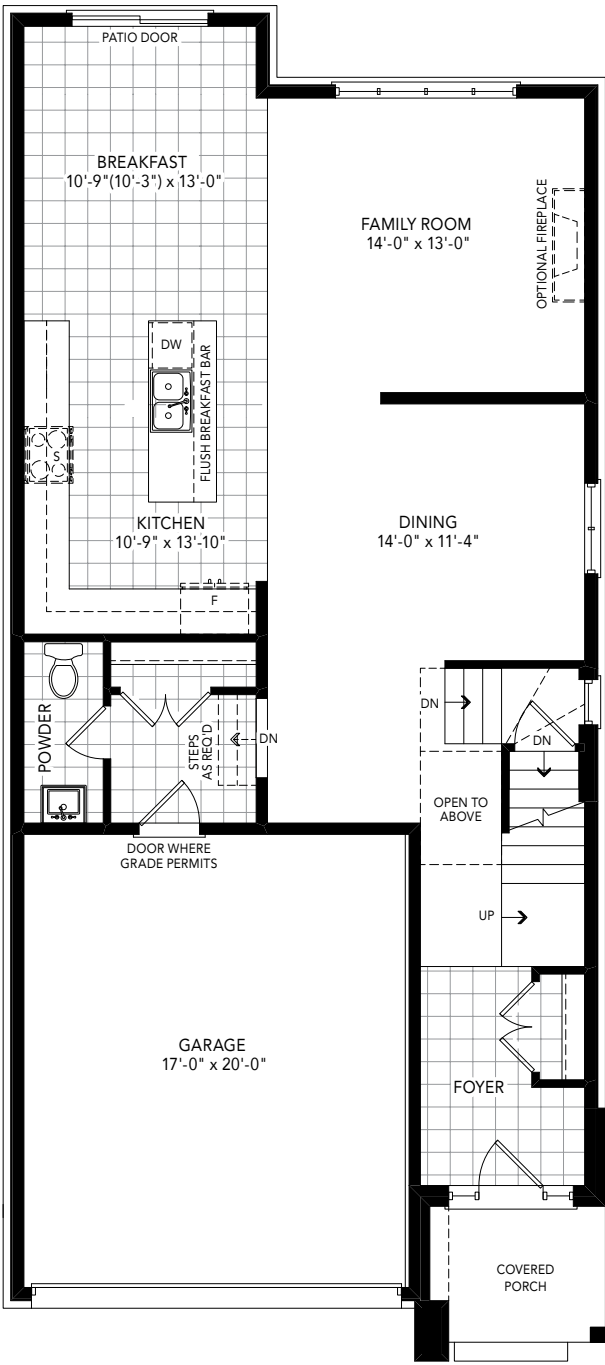 PATIO DOOR
BREAKFAST
10'-9"(10'-3") x 13'-0"
FAMILY ROOM
14'-0" x 13'-0"
OPTIONAL FIREPLACE
DW
FLUSH BREAKFAST BAR
S
KITCHEN
10'-9" x 13'-10"
DINING
14'-0" x 11'-4"
F
POWDER
STEPS
AS REQ'D
DN
DN
DN
OPEN TO
ABOVE
DOOR WHERE
GRADE PERMITS
UP
GARAGE
17'-0" x 20'-0"
FOYER
COVERED
PORCH